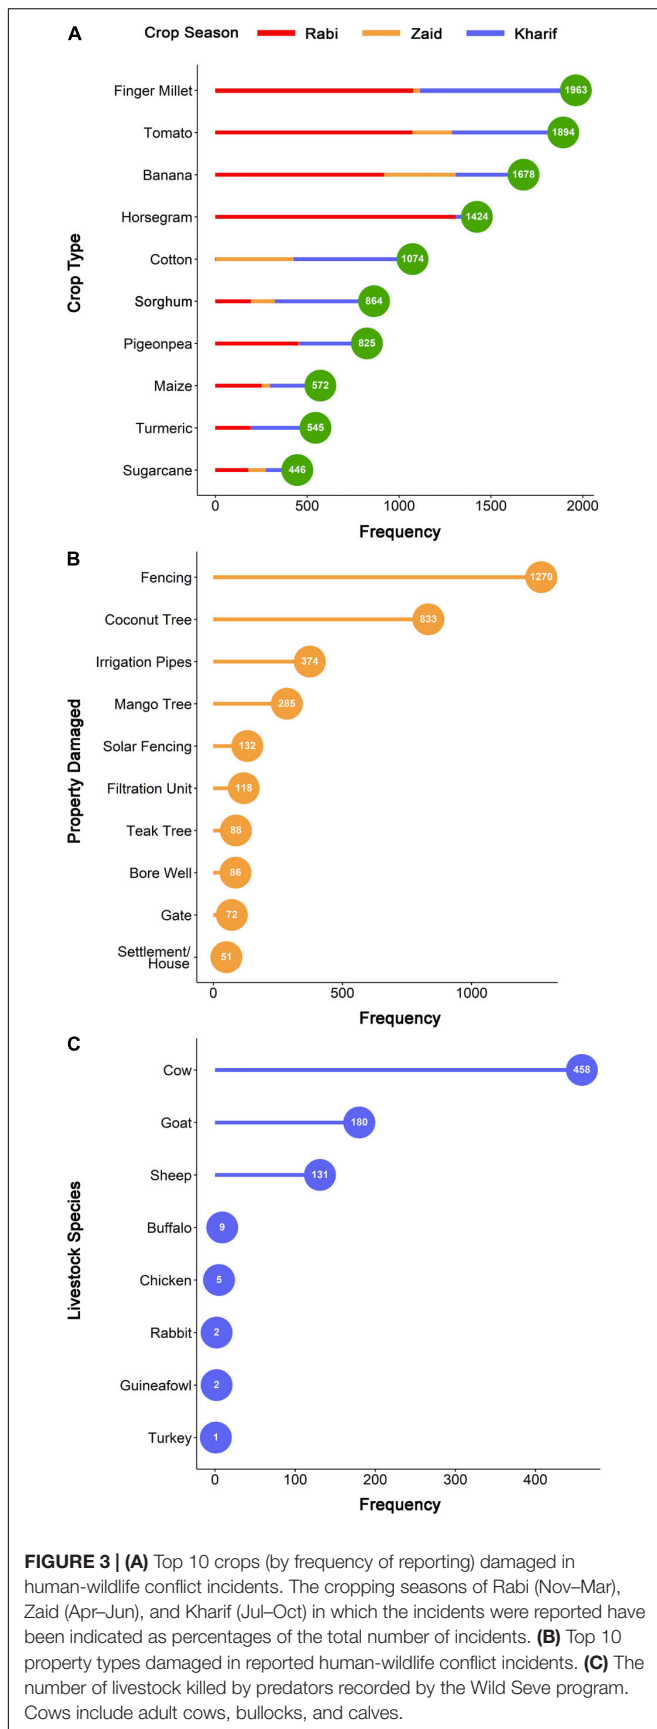 A
Crop Season Rabi Zaid Kharif
Crop Type
Finger Millet 1963
Tomato 1894
Banana 1678
Horsegram 1424
Cotton 1074
Sorghum 864
Pigeonpea 825
Maize 572
Turmeric 545
Sugarcane 446
0 500 1000 1500 2000
Frequency
B
Property Damaged
Fencing 1270
Coconut Tree 833
Irrigation Pipes 374
Mango Tree 285
Solar Fencing 132
Filtration Unit 118
Teak Tree 88
Bore Well 86
Gate 72
Settlement/
House 51
0 500 1000
Frequency
C
Livestock Species
Cow 458
Goat 180
Sheep 131
Buffalo 9
Chicken 5
Rabbit 2
Guineafowl 2
Turkey 1
0 100 200 300 400
Frequency
FIGURE 3 | (A) Top 10 crops (by frequency of reporting) damaged in
human-wildlife conflict incidents. The cropping seasons of Rabi (Nov–Mar),
Zaid (Apr–Jun), and Kharif (Jul–Oct) in which the incidents were reported have
been indicated as percentages of the total number of incidents. (B) Top 10
property types damaged in reported human-wildlife conflict incidents. (C) The
number of livestock killed by predators recorded by the Wild Seve program.
Cows include adult cows, bullocks, and calves.